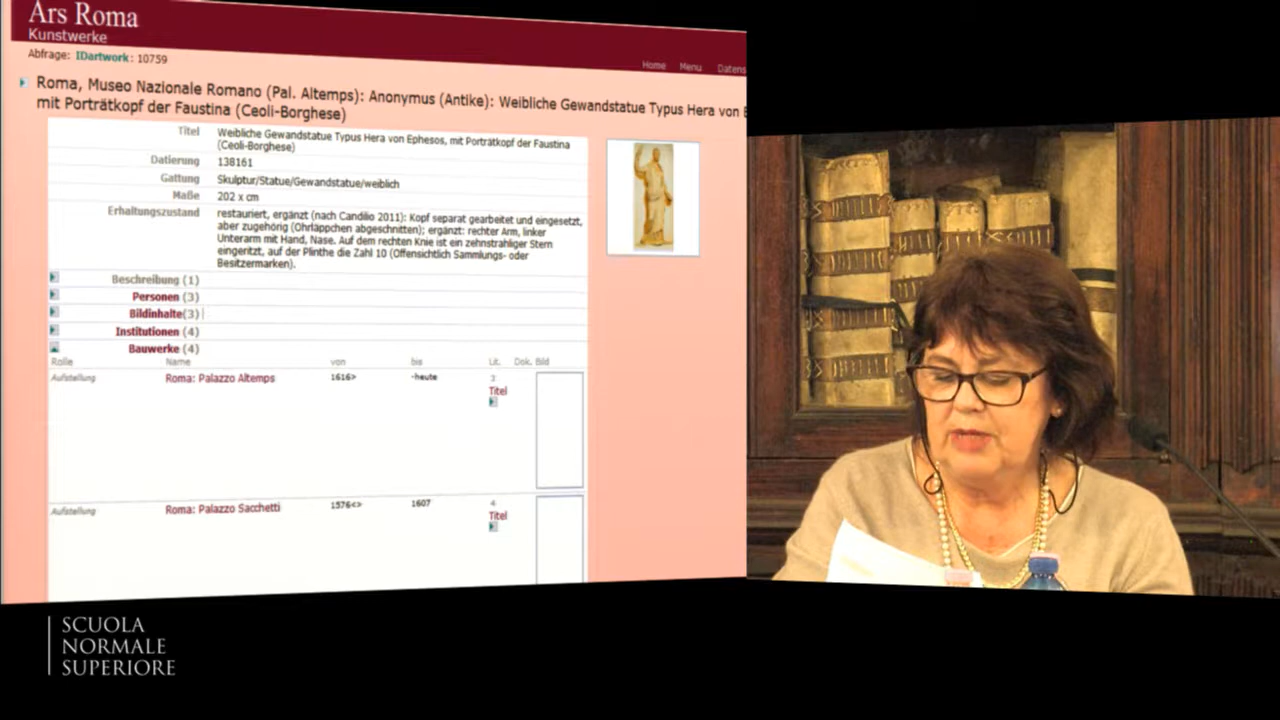 Ars Roma
Kunstwerke
Abfrage: IDartwork: 10759
Home Menu Datens
Roma, Museo Nazionale Romano (Pal. Altemps): Anonymus (Antike): Weibliche Gewandstatue Typus Hera von
mit Porträtkopf der Faustina (Ceoli-Borghese)
Titel Weibliche Gewandstatue Typus Hera von Ephesos, mit Porträtkopf der Faustina
(Ceoli-Borghese)
Datierung 138161
Gattung Skulptur/Statue/Gewandstatue/weiblich
Maße 202 x cm
Erhaltungszustand restauriert, ergänzt (nach Candilio 2011): Kopf separat gearbeitet und eingesetzt,
aber zugehörig (Ohrläppchen abgeschnitten); ergänzt: rechter Arm, linker
Unterarm mit Hand, Nase. Auf dem rechten Knie ist ein zehnstrahliger Stern
eingeritzt, auf der Plinthe die Zahl 10 (Offensichtlich Sammlungs- oder
Besitzermarken).
Beschreibung (1)
Personen (3)
Bildinhalte(3)
Institutionen (4)
Bauwerke (4)
Rolle Name von bis Lit. Dok. Bild
Aufstellung Roma: Palazzo Altemps 1616> -heute 3
Titel
Aufstellung Roma: Palazzo Sacchetti 1576<> 1607 4
Titel
SCUOLA
NORMALE
SUPERIORE